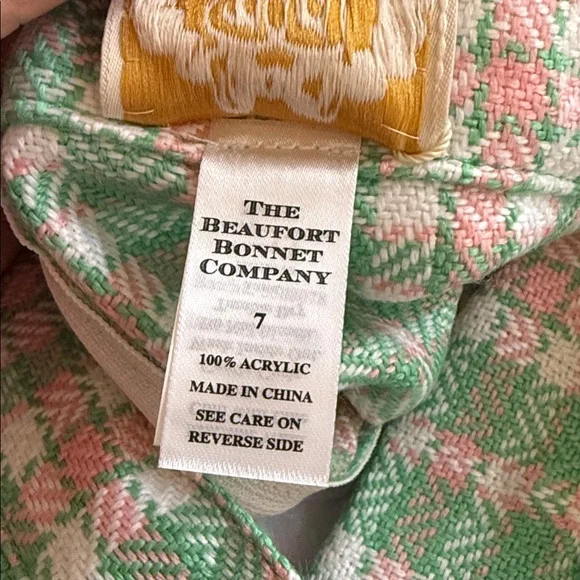 THE
BEAUFORT
BONNET
COMPANY
7
100% ACRYLIC
MADE IN CHINA
SEE CARE ON
REVERSE SIDE